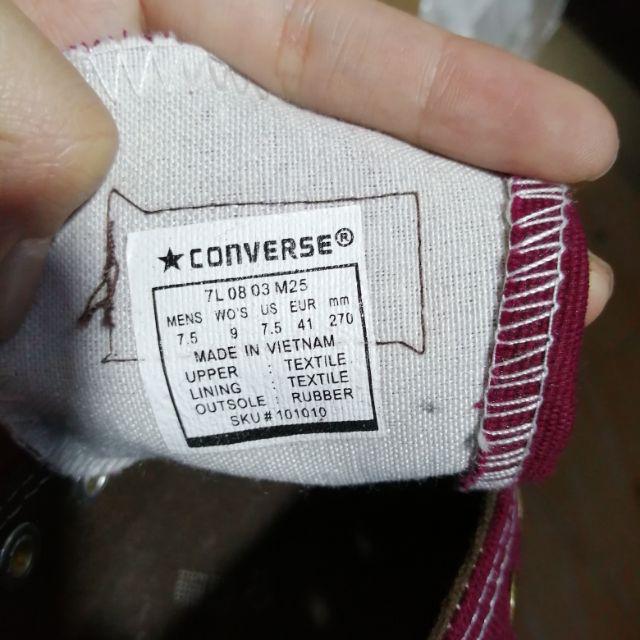 ★CONVERSE®
7L 08 03 M25
MENS WO'S US EUR mm
7.5 9 7.5 41 270
MADE IN VIETNAM
UPPER : TEXTILE
LINING : TEXTILE
OUTSOLE : RUBBER
SKU # 101010